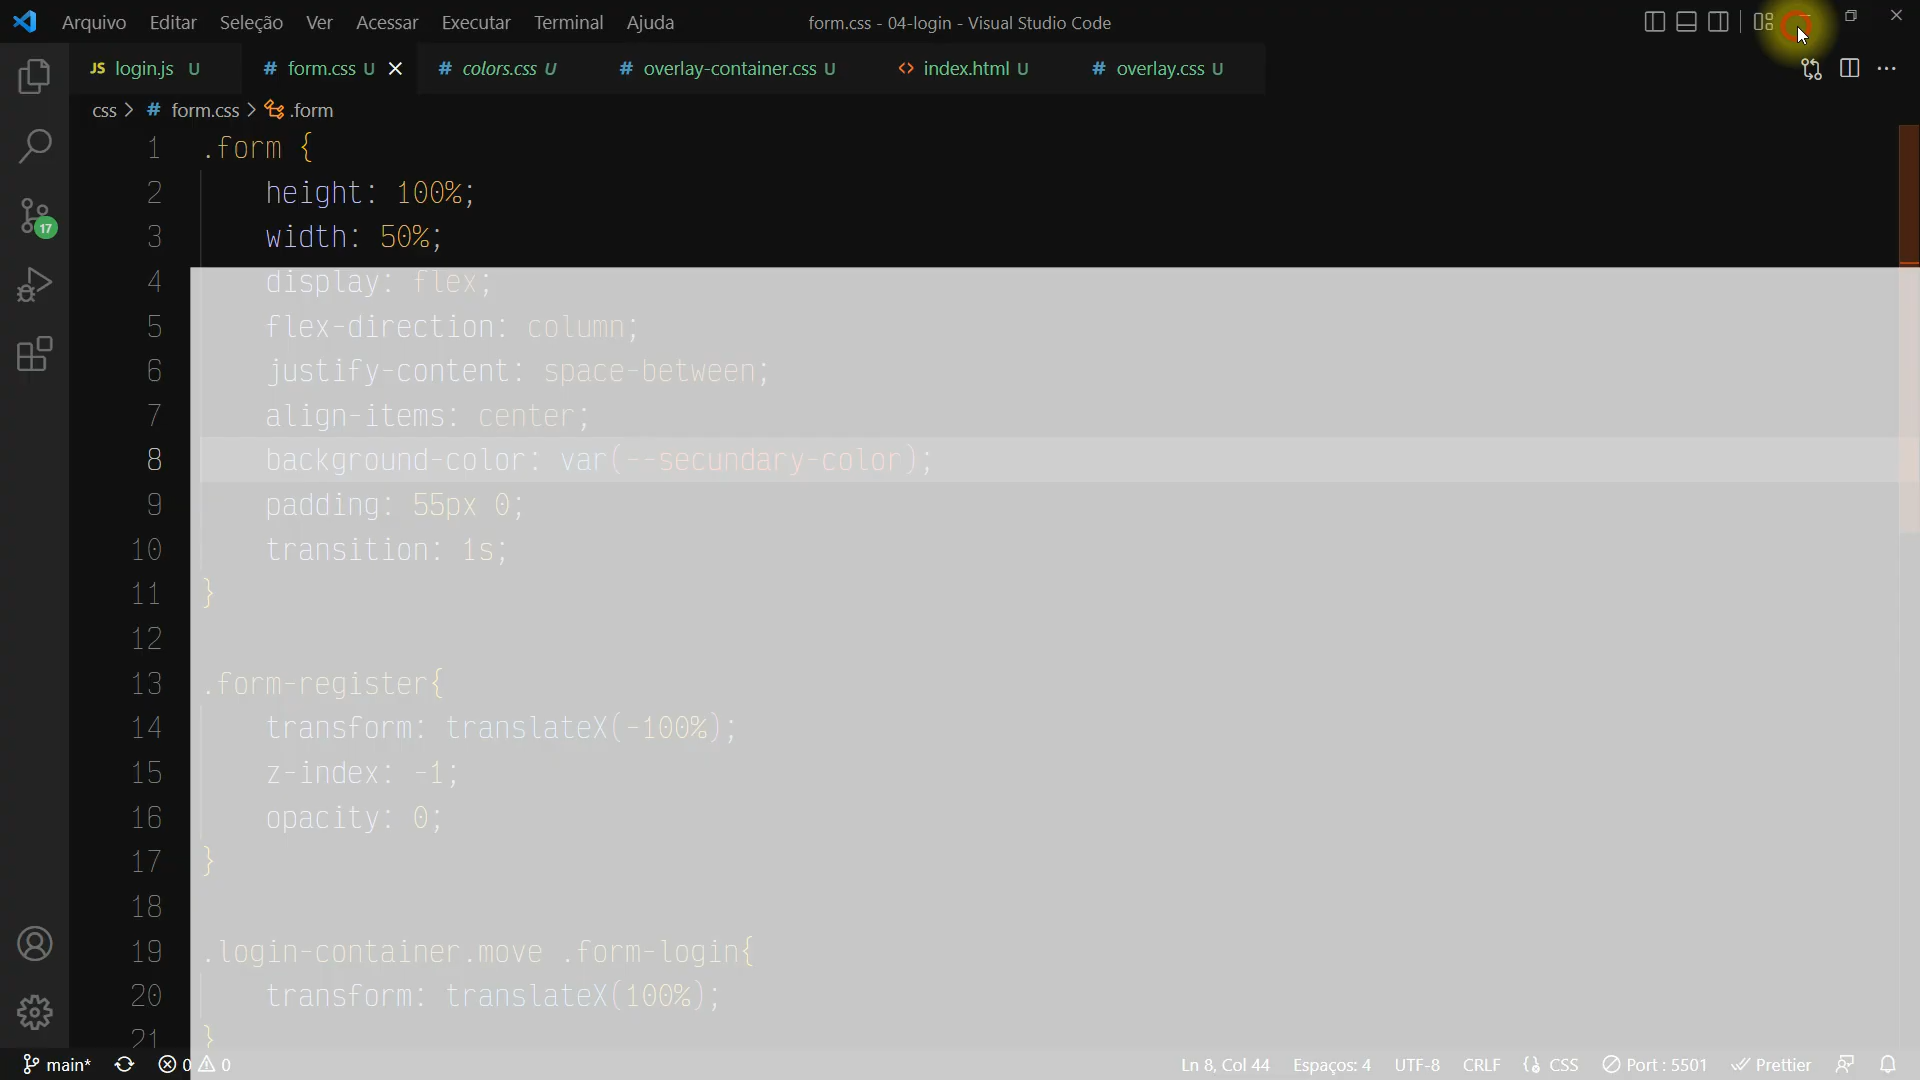 Arquivo Editar Seleção Ver Acessar Executar Terminal Ajuda form.css - 04-login - Visual Studio Code
JS login.js U # form.css U # colors.css U # overlay-container.css U <> index.html U # overlay.css U
css > # form.css > .form
1 .form {
2 height: 100%;
3 width: 50%;
4 display: flex;
5 flex-direction: column;
6 justify-content: space-between;
7 align-items: center;
8 background-color: var(--secundary-color);
9 padding: 55px 0;
10 transition: 1s;
11 }
12
13 .form-register{
14 transform: translateX(-100%);
15 z-index: -1;
16 opacity: 0;
17 }
18
19 .login-container.move .form-login{
20 transform: translateX(100%);
21 }
17
main* 0 0 Ln 8, Col 44 Espaços: 4 UTF-8 CRLF {} CSS Port : 5501 Prettier